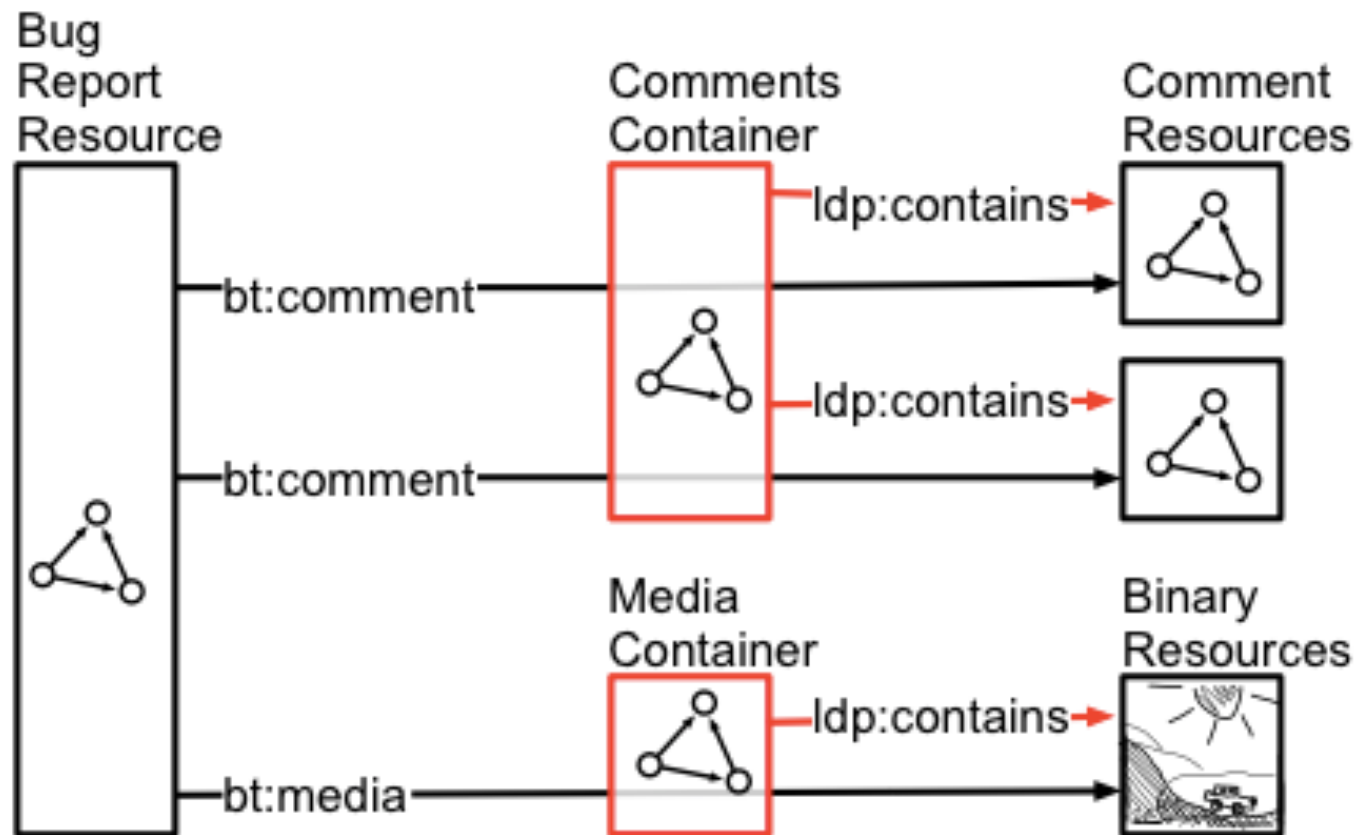 Bug
Report
Resource
Comments
Container
Comment
Resources
ldp:contains
bt:comment
ldp:contains
bt:comment
Media
Container
Binary
Resources
ldp:contains
bt:media